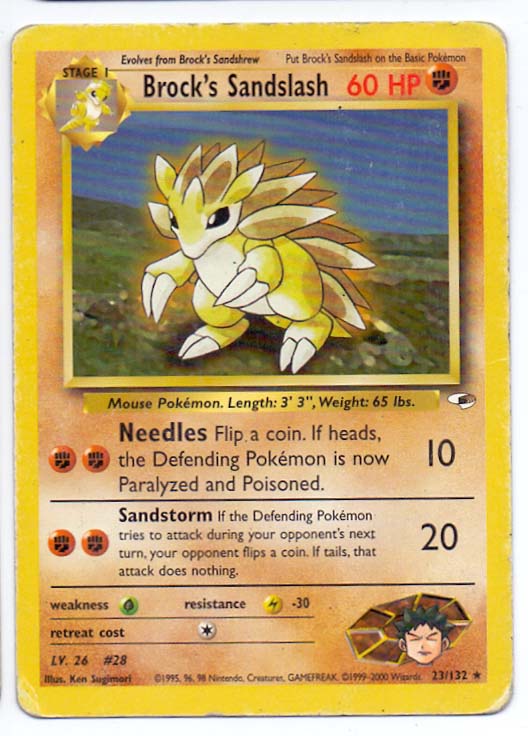 Evolves from Brock's Sandshrew Put Brock's Sandslash on the Basic Pokémon
STAGE 1
Brock's Sandslash 60 HP
Mouse Pokémon. Length: 3' 3", Weight: 65 lbs.
Needles Flip a coin. If heads,
the Defending Pokémon is now 10
Paralyzed and Poisoned.
Sandstorm If the Defending Pokémon
tries to attack during your opponent's next 20
turn, your opponent flips a coin. If tails, that
attack does nothing.
weakness resistance -30
retreat cost
LV. 26 #28
Illus. Ken Sugimori ©1995, 96, 98 Nintendo, Creatures, GAMEFREAK. ©1999-2000 Wizards. 23/132 ★